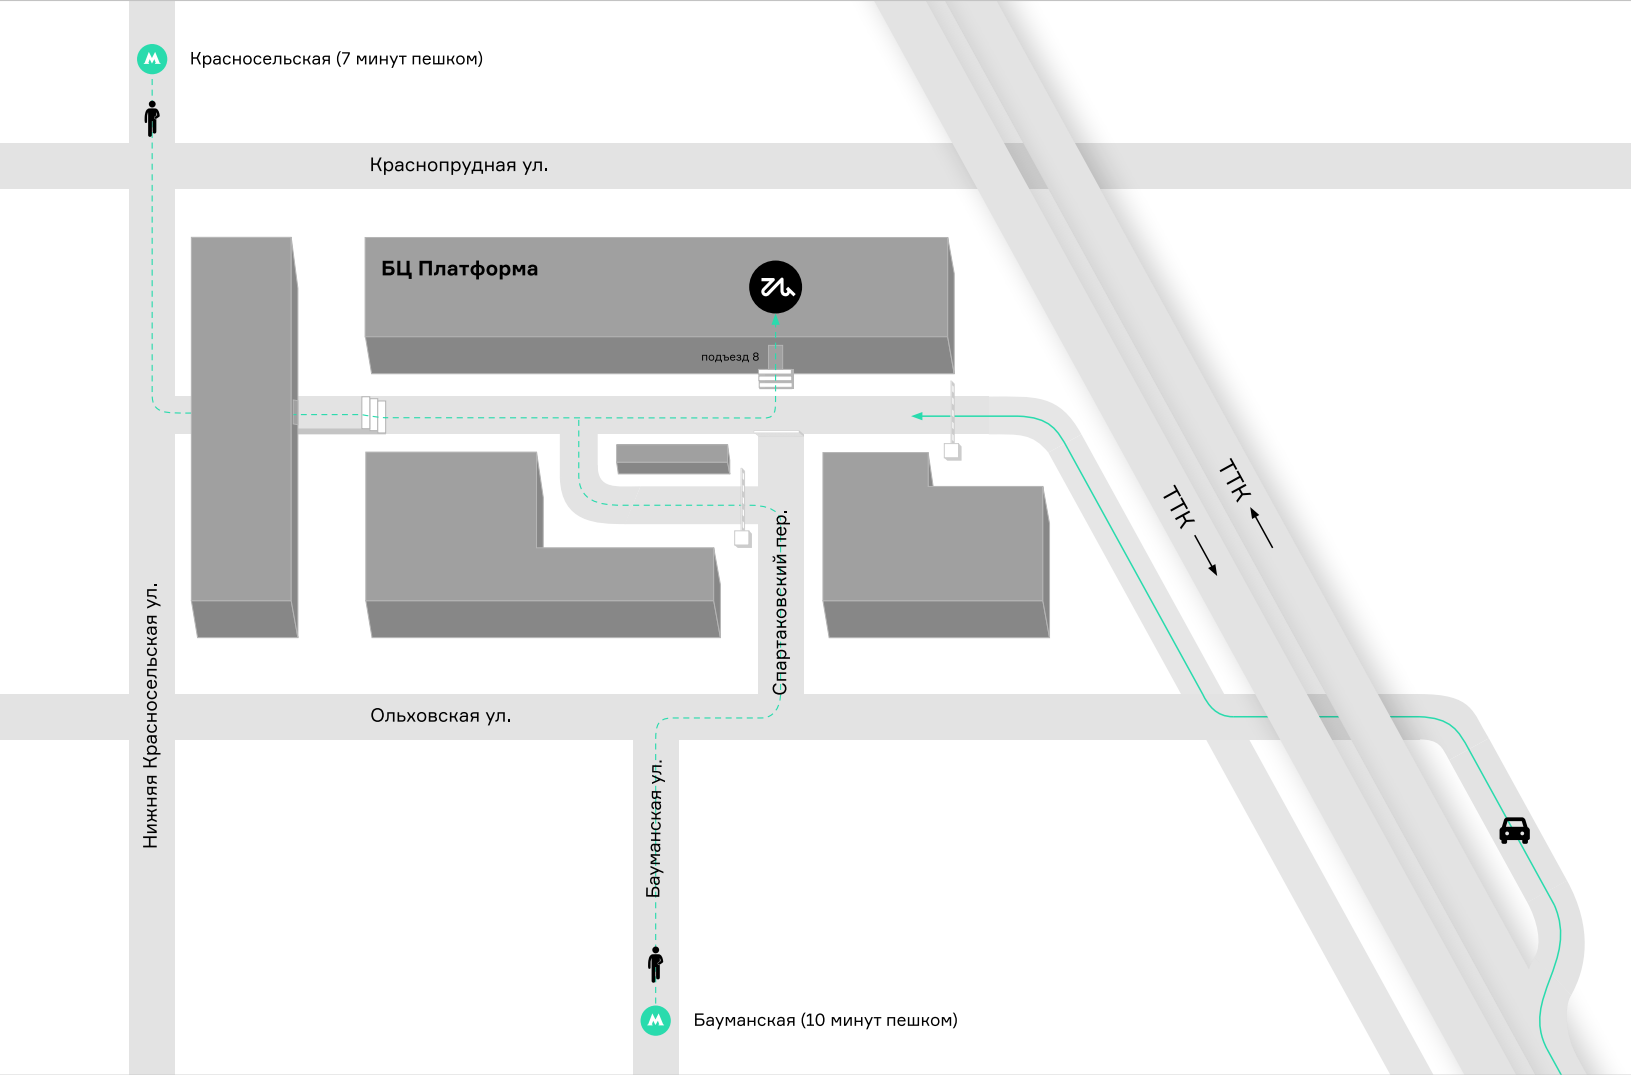 Красносельская (7 минут пешком)
Краснопрудная ул.
БЦ Платформа
подъезд 8
ТТК
ТТК
Спартаковский пер.
Нижняя Красносельская ул.
Ольховская ул.
Бауманская ул.
Бауманская (10 минут пешком)